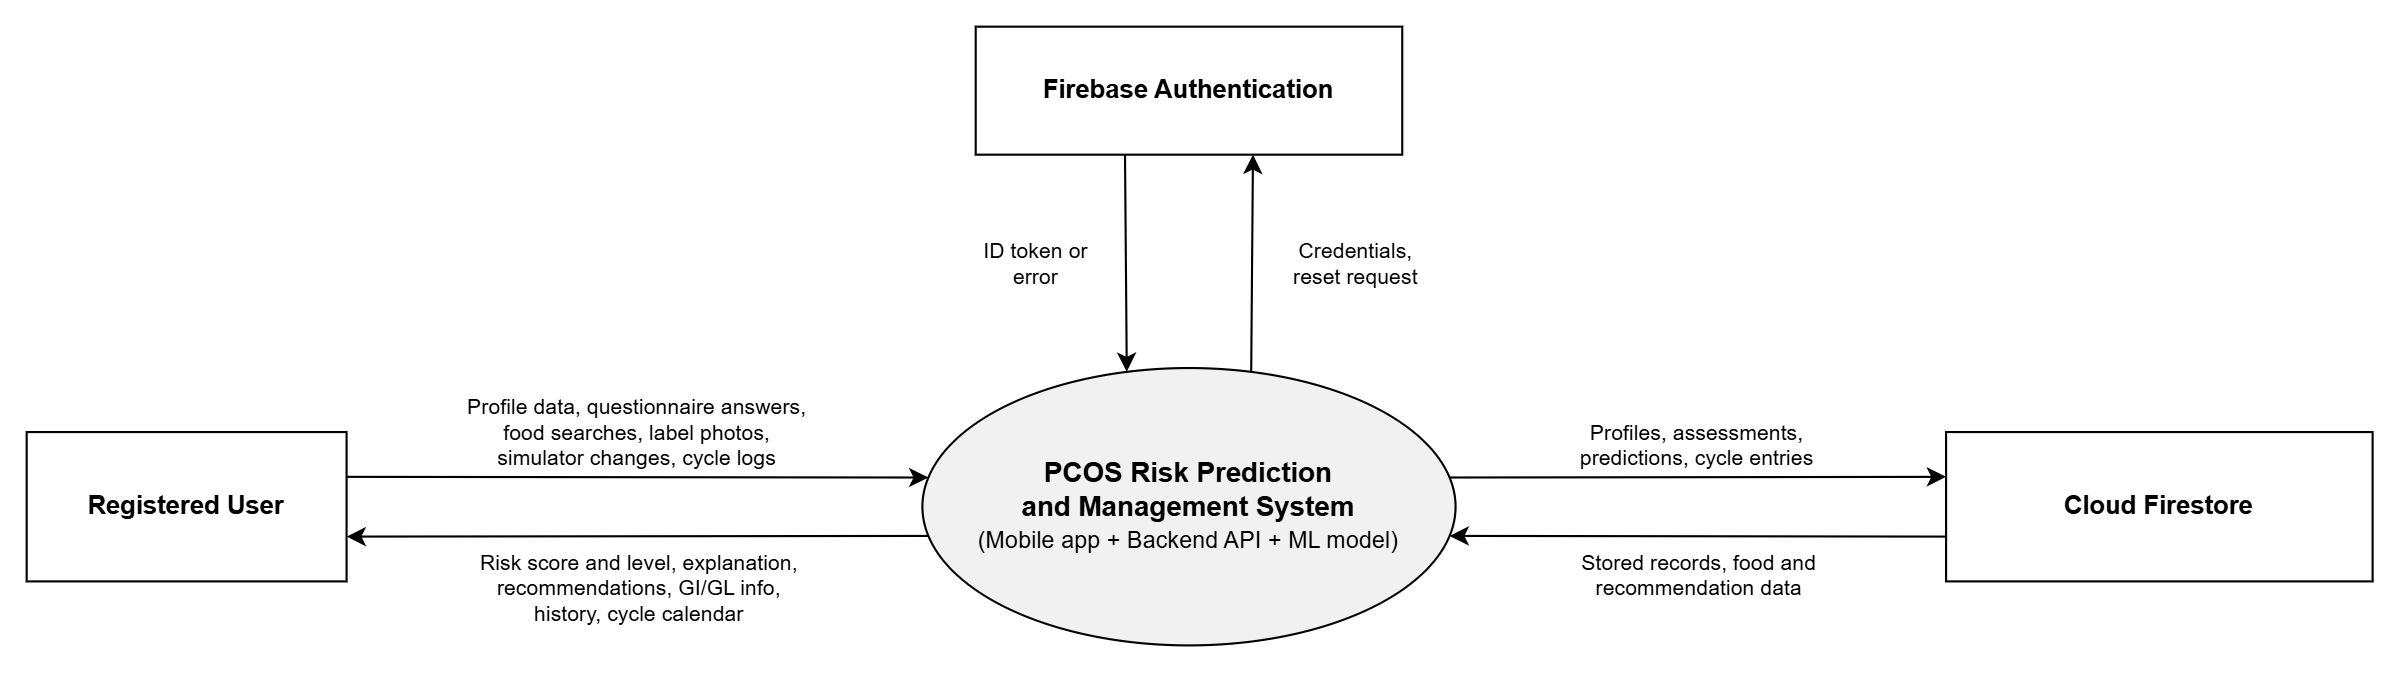 Firebase Authentication
ID token or
error
Credentials,
reset request
Profile data, questionnaire answers,
food searches, label photos,
simulator changes, cycle logs
Registered User
Risk score and level, explanation,
recommendations, GI/GL info,
history, cycle calendar
PCOS Risk Prediction
and Management System
(Mobile app + Backend API + ML model)
Profiles, assessments,
predictions, cycle entries
Cloud Firestore
Stored records, food and
recommendation data